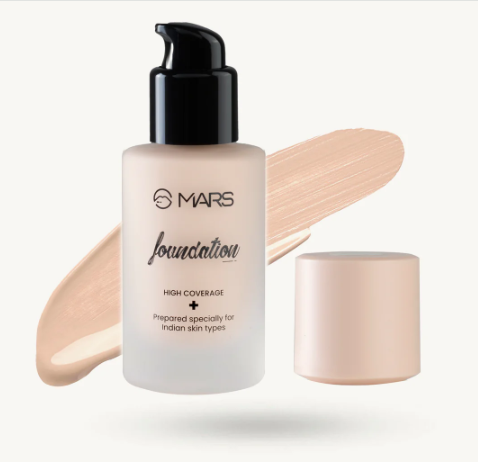 MARS
foundation
HIGH COVERAGE
+
Prepared specially for
Indian skin types